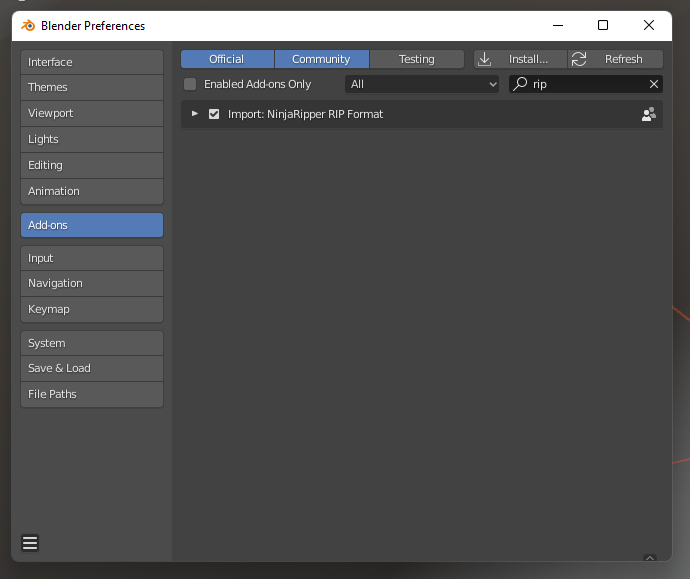 Blender Preferences
Interface
Themes
Viewport
Lights
Editing
Animation
Add-ons
Input
Navigation
Keymap
System
Save & Load
File Paths
Official Community Testing Install... Refresh
Enabled Add-ons Only All rip
Import: NinjaRipper RIP Format